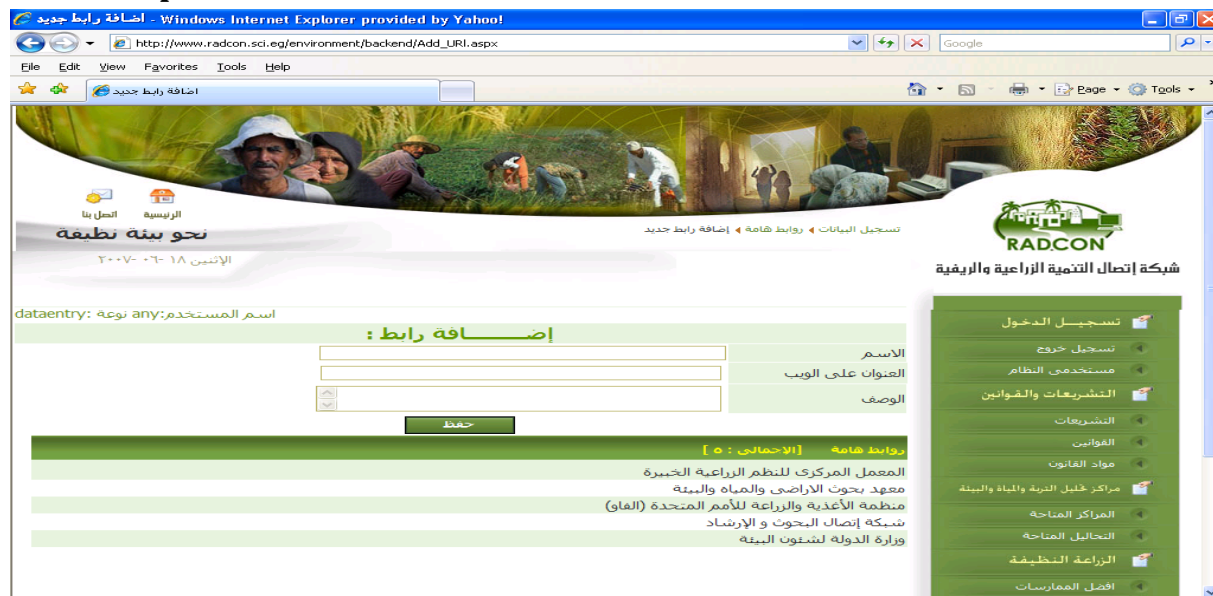 اضافة رابط جديد - Windows Internet Explorer provided by Yahoo!
http://www.radcon.sci.eg/environment/backend/Add_URl.aspx
Google
File Edit View Favorites Tools Help
اضافة رابط جديد
Page Tools
الرئيسية اتصل بنا
نحو بيئة نظيفة
الإثنين ١٨ -٠٦ -٢٠٠٧
تسجيل البيانات روابط هامة إضافة رابط جديد
RADCON
شبكة إتصال التنمية الزراعية والريفية
اسم المستخدم:any نوعة :dataentry
إضـــــــــافة رابط :
الاسم
العنوان على الويب
الوصف
حفظ
روابط هامة [الإجمالى : ٥ ]
المعمل المركزى للنظم الزراعية الخبيرة
معهد بحوث الاراضى والمياه والبيئة
منظمة الأغذية والزراعة للأمم المتحدة (الفاو)
شبكة إتصال البحوث و الإرشاد
وزارة الدولة لشئون البيئة
تسـجيـــل الدخول
تسجيل خروج
مستخدمى النظام
التشريعات والقوانين
التشريعات
القوانين
مواد القانون
مراكز تحليل التربة والمياة والبيئة
المراكز المتاحة
التحاليل المتاحة
الزراعة النظيفة
افضل الممارسات